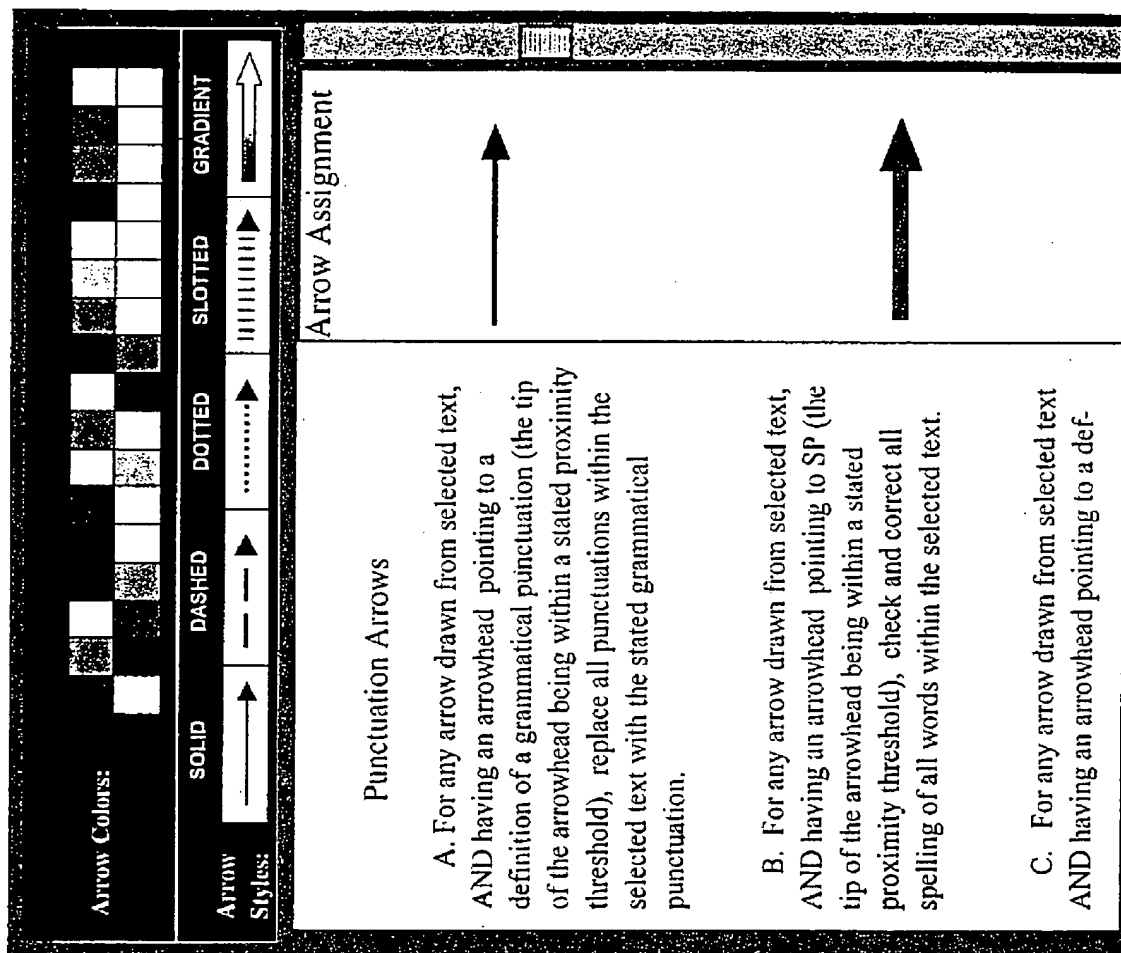 Arrow Colors:
Arrow
Styles:
SOLID
DASHED
DOTTED
SLOTTED
GRADIENT
Arrow Assignment
Punctuation Arrows
A. For any arrow drawn from selected text,
AND having an arrowhead pointing to a
definition of a grammatical punctuation (the tip
of the arrowhead being within a stated proximity
threshold), replace all punctuations within the
selected text with the stated grammatical
punctuation.
B. For any arrow drawn from selected text,
AND having an arrowhead pointing to SP (the
tip of the arrowhead being within a stated
proximity threshold), check and correct all
spelling of all words within the selected text.
C. For any arrow drawn from selected text
AND having an arrowhead pointing to a def-